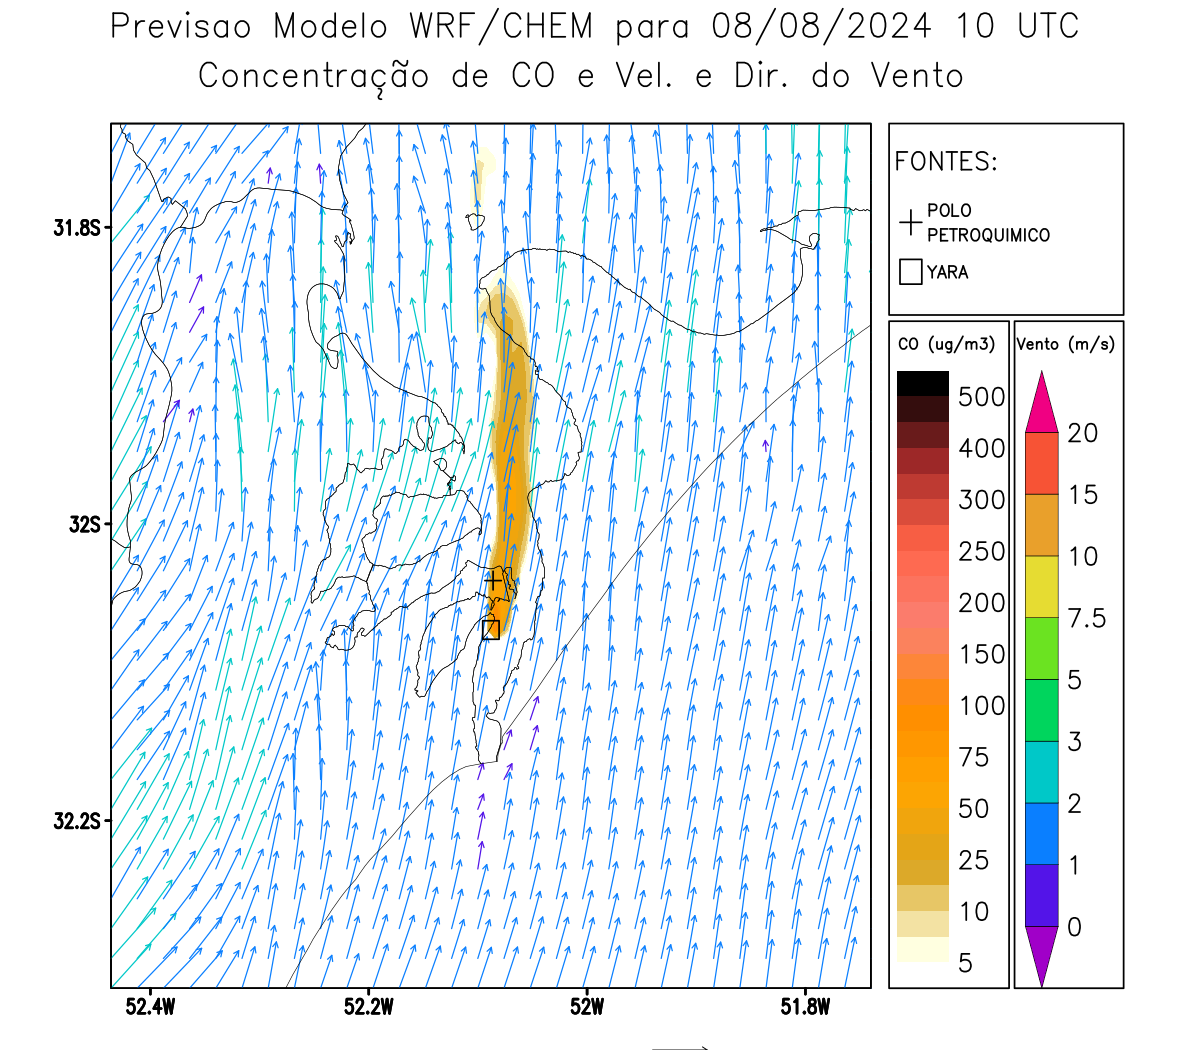 Previsao Modelo WRF/CHEM para 08/08/2024 10 UTC
Concentração de CO e Vel. e Dir. do Vento
FONTES:
POLO
PETROQUIMICO
YARA
CO (ug/m3)
500
400
300
250
200
150
100
75
50
25
10
5
Vento (m/s)
20
15
10
7.5
5
3
2
1
0
31.8S
32S
32.2S
52.4W
52.2W
52W
51.8W